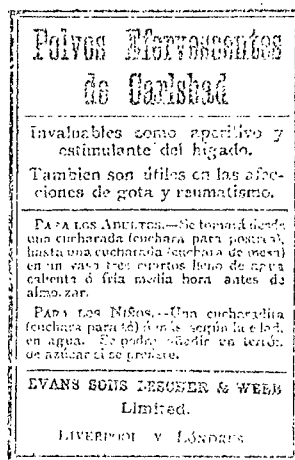 Polvos Efervescentes
de Carlsbad
Invaluables como aperitivo y
estimulante del hígado.
Tambien son útiles en las afec-
ciones de gota y reumatismo.
PARA LOS ADULTOS.—Se tomará desde
una cucharada (cuchara para postres),
hasta una cucharada (cuchara de mesa)
en un vaso tres cuartos lleno de agua
caliente ó fría media hora antes de
almorzar.
PARA LOS NIÑOS.—Una cucharadita
(cuchara para té) ó más según la edad,
en agua. Se podrá añadir un terrón
de azúcar si se prefiere.
EVANS SONS LESCHER & WEBB
Limited.
LIVERPOOL Y LÓNDRES